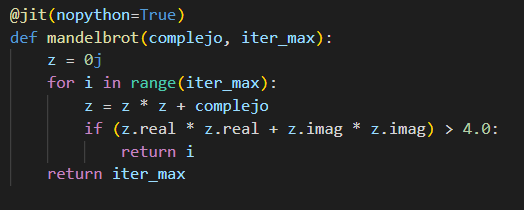 @jit(nopython=True)
def mandelbrot(complejo, iter_max):
    z = 0j
    for i in range(iter_max):
        z = z * z + complejo
        if (z.real * z.real + z.imag * z.imag) > 4.0:
            return i
    return iter_max